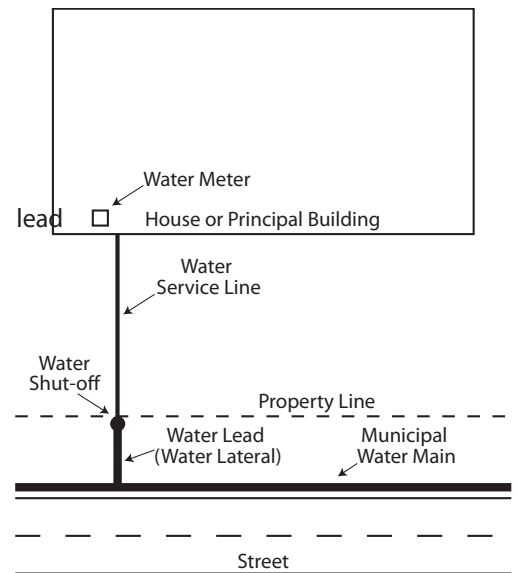 Water Meter
lead
House or Principal Building
Water
Service Line
Water
Shut-off
Property Line
Water Lead
(Water Lateral)
Municipal
Water Main
Street